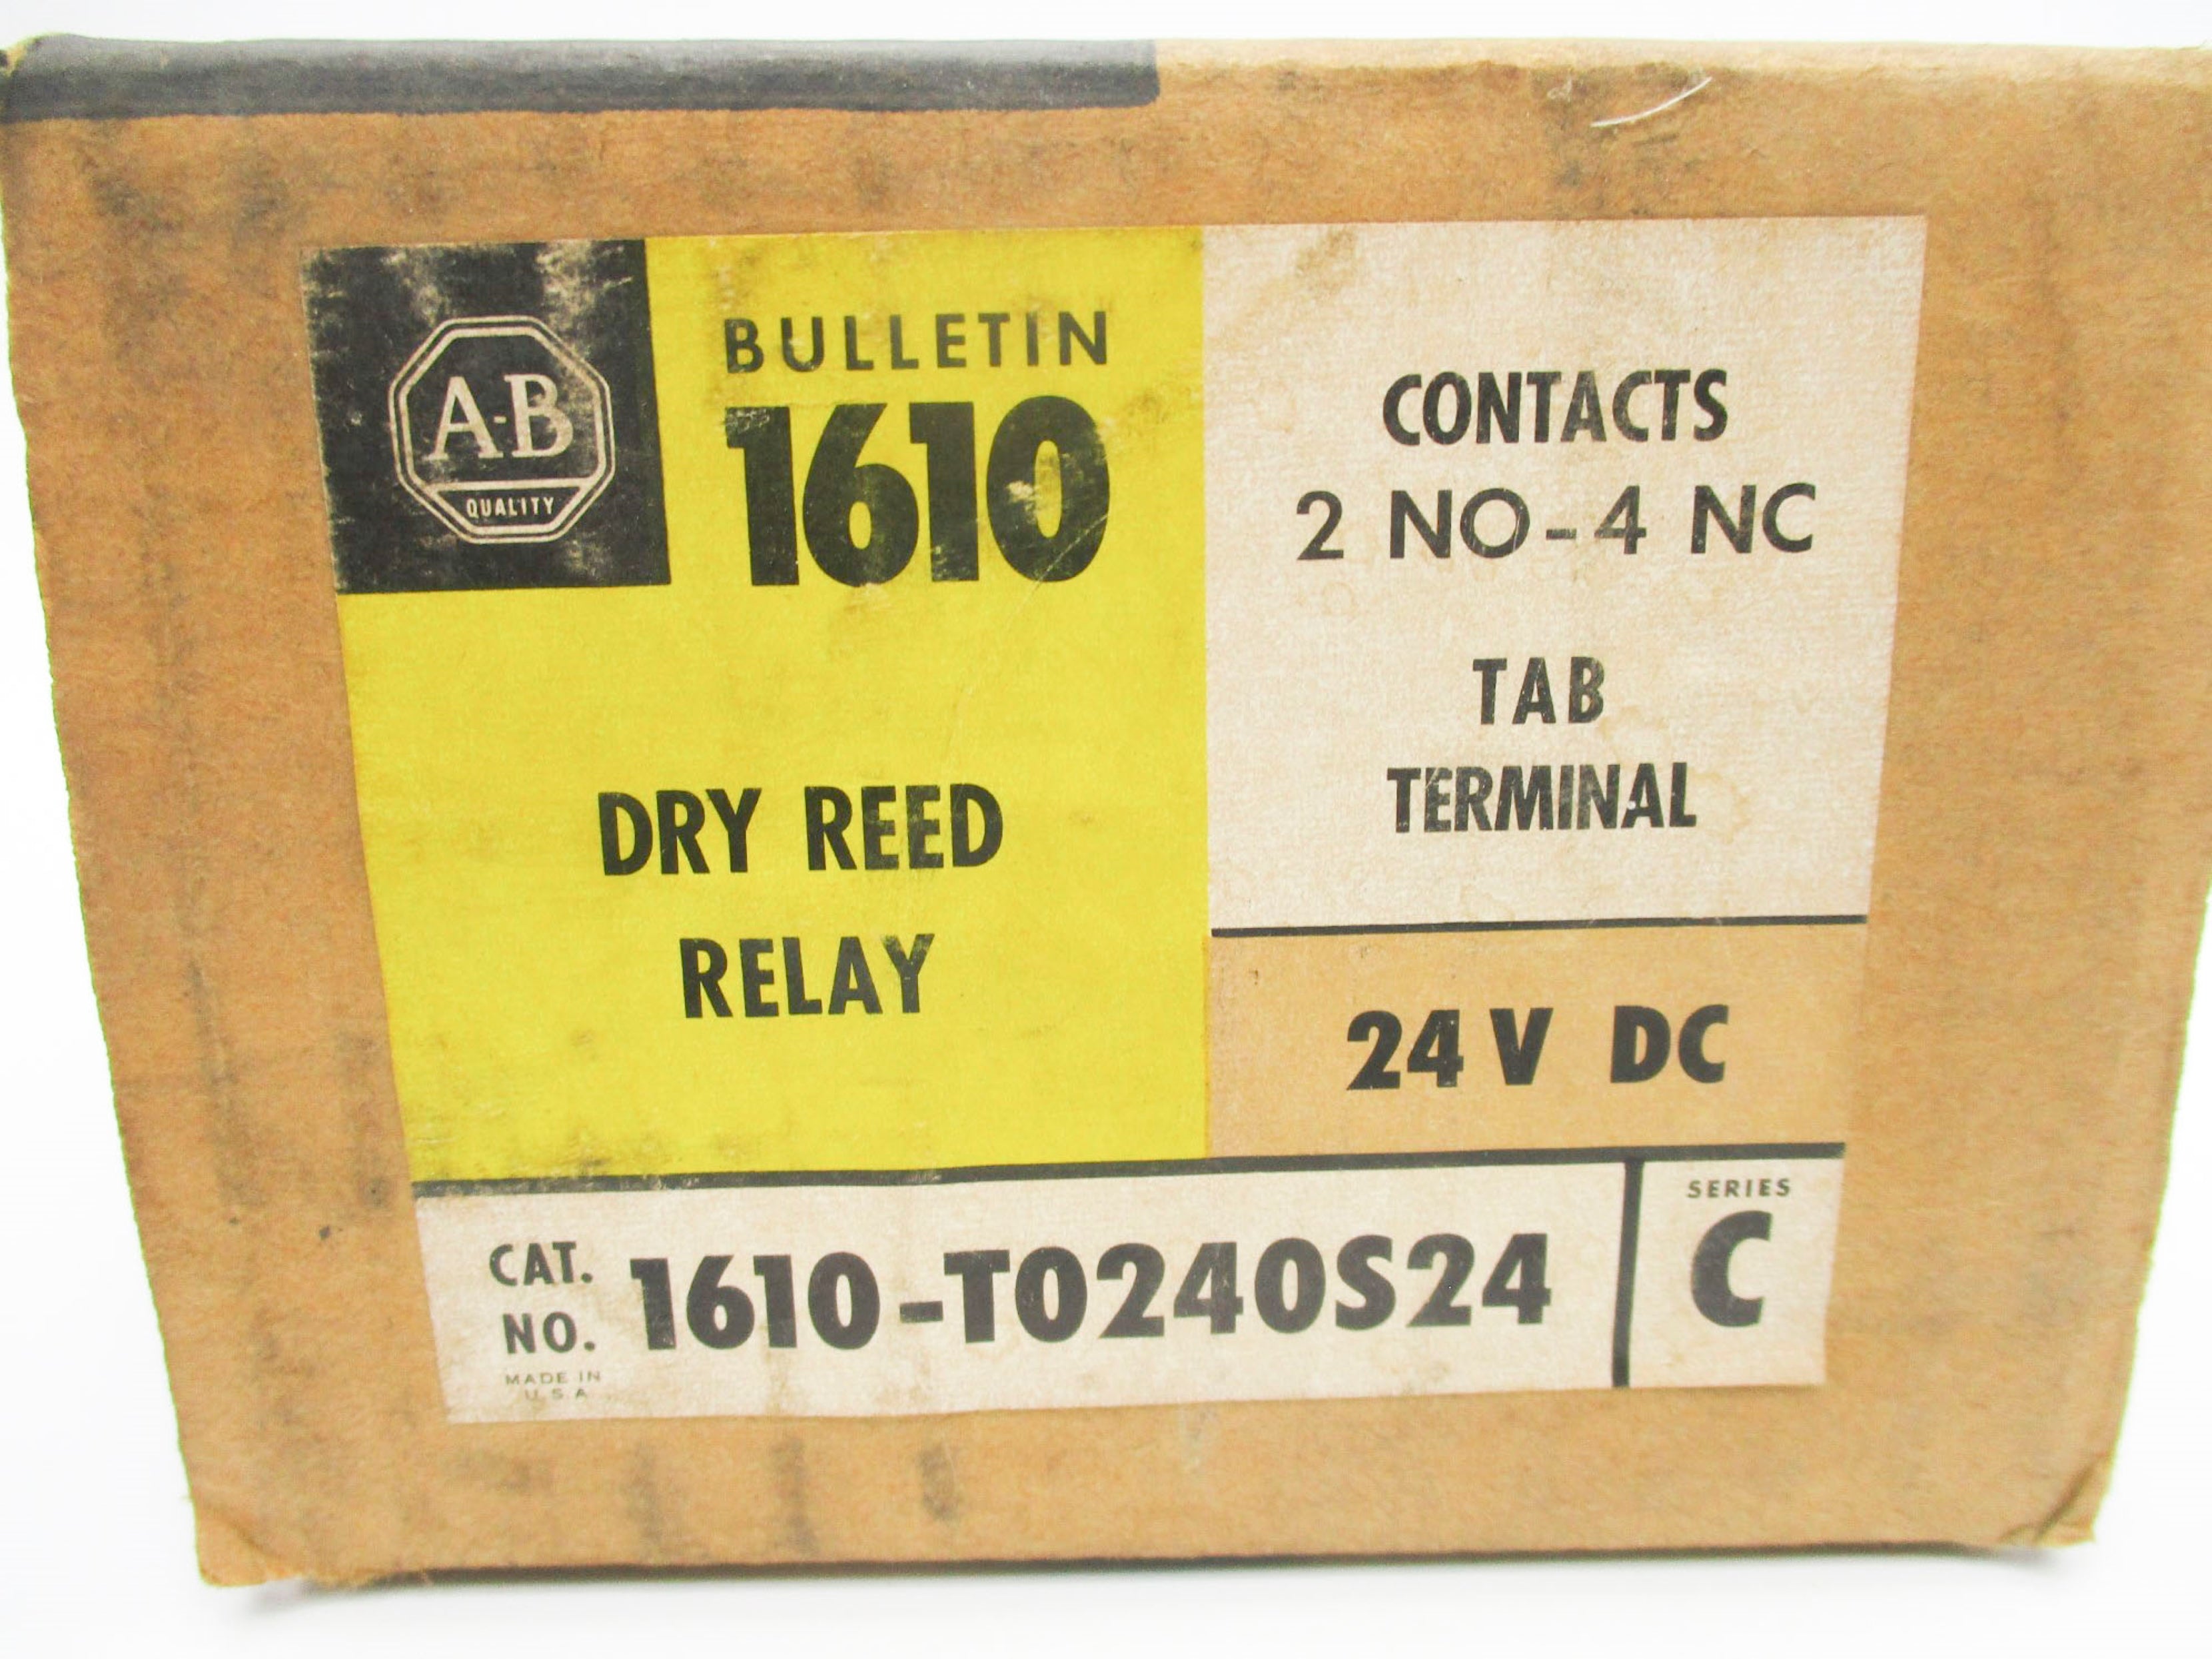 A-B
QUALITY
BULLETIN
1610
DRY REED
RELAY
CONTACTS
2 NO-4 NC
TAB
TERMINAL
24 V DC
CAT.
NO.
1610-T0240S24
MADE IN
U.S.A
SERIES
C